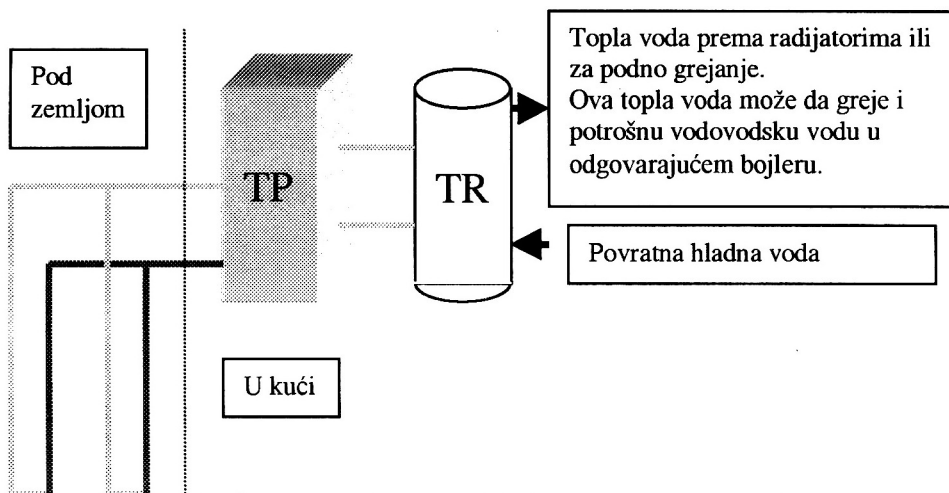 Pod
zemljom
TP
TR
Topla voda prema radijatorima ili
za podno grejanje.
Ova topla voda može da greje i
potrošnu vodovodsku vodu u
odgovarajućem bojleru.
Povratna hladna voda
U kući